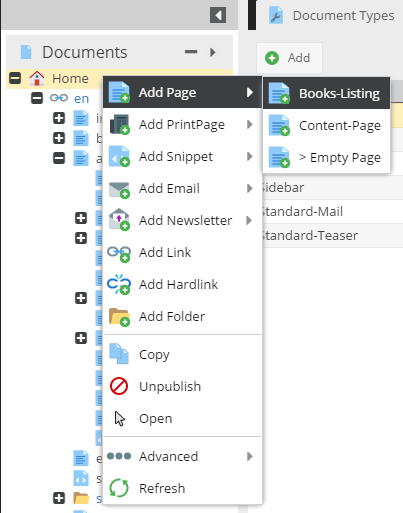 Document Types
Documents
Add
Home
en
Add Page
Books-Listing
Add PrintPage
Content-Page
Add Snippet
> Empty Page
Add Email
Sidebar
Add Newsletter
Standard-Mail
Standard-Teaser
Add Link
Add Hardlink
Add Folder
Copy
Unpublish
Open
Advanced
Refresh